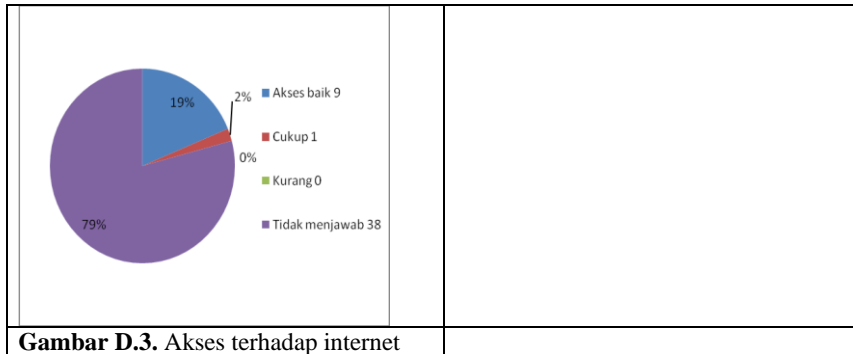 19%
2%
0%
79%
Akses baik 9
Cukup 1
Kurang 0
Tidak menjawab 38
Gambar D.3. Akses terhadap internet